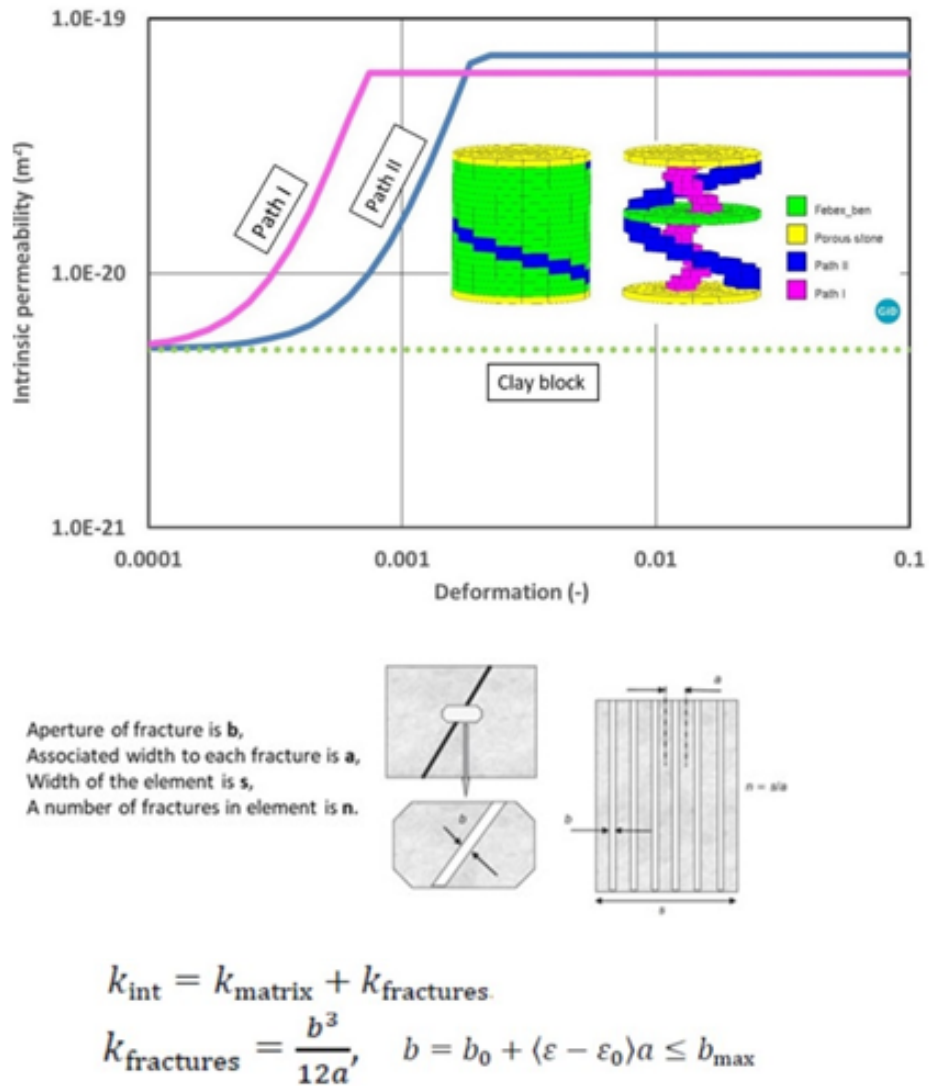 1.0E-19
Intrinsic permeability (m²)
1.0E-20
1.0E-21
Path I
Path II
Clay block
Febex_ben
Porous stone
Path II
Path I
GiD
0.0001
0.001
0.01
0.1
Deformation (-)
Aperture of fracture is b,
Associated width to each fracture is a,
Width of the element is s,
A number of fractures in element is n.
b
a
n = s/a
b
s
k_int = k_matrix + k_fractures.
k_fractures = b³/12a, b = b₀ + ⟨ε − ε₀⟩a ≤ b_max